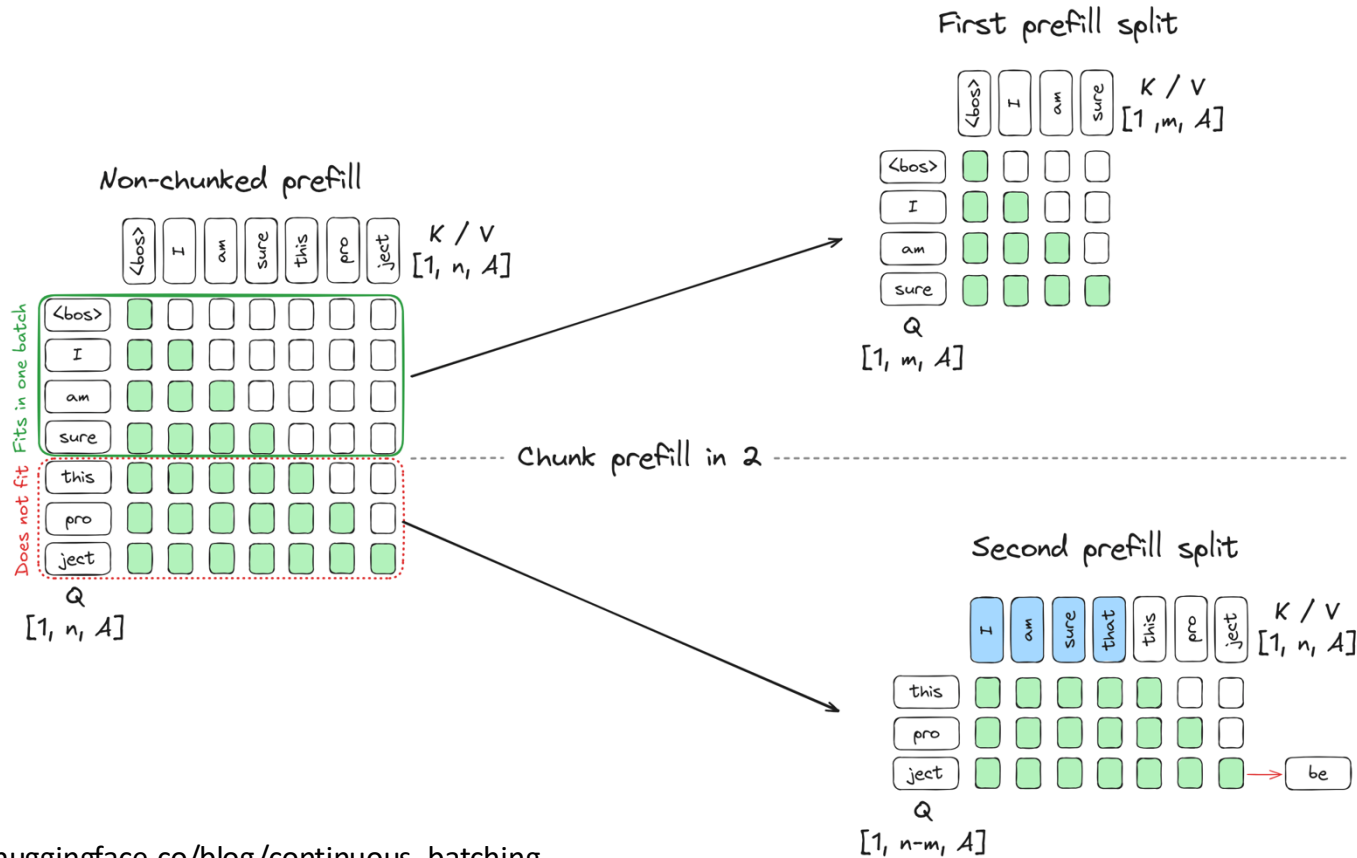 First prefill split
<bos> I am sure
K / V
[1 ,m, A]
<bos>
I
am
sure
Q
[1, m, A]
Non-chunked prefill
<bos> I am sure this pro ject
K / V
[1, n, A]
Fits in one batch
<bos>
I
am
sure
Does not fit
this
pro
ject
Q
[1, n, A]
Chunk prefill in 2
Second prefill split
I am sure that this pro ject
K / V
[1, n, A]
this
pro
ject
be
Q
[1, n-m, A]
huggingface.co/blog/continuous_batching